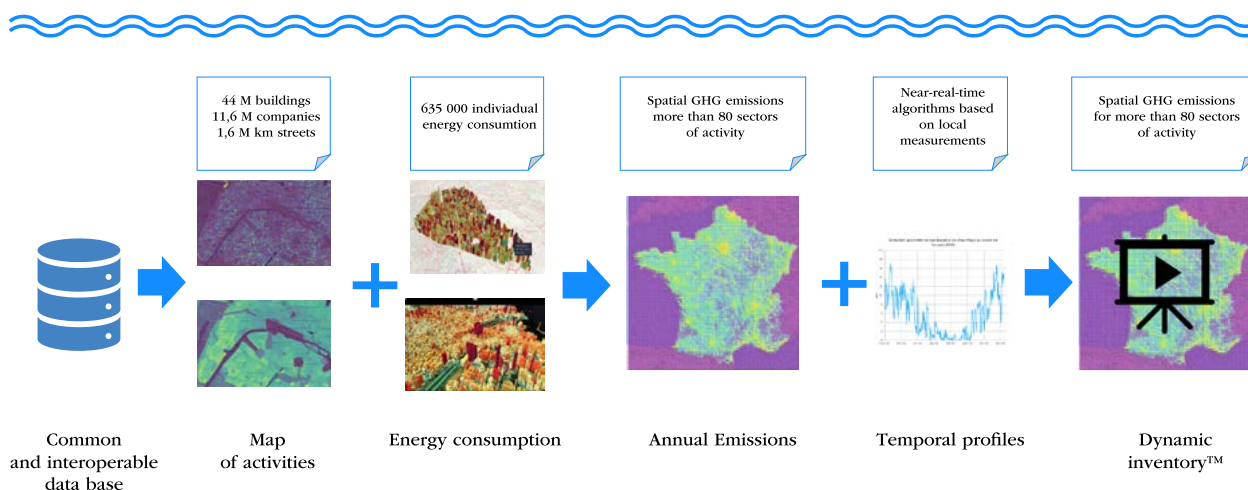 44 M buildings
11,6 M companies
1,6 M km streets
635 000 indiviadual
energy consumtion
Spatial GHG emissions
more than 80 sectors
of activity
Near-real-time
algorithms based
on local
measurements
Spatial GHG emissions
for more than 80 sectors
of activity
Common
and interoperable
data base
Map
of activities
Energy consumption
Annual Emissions
Temporal profiles
Dynamic
inventory™